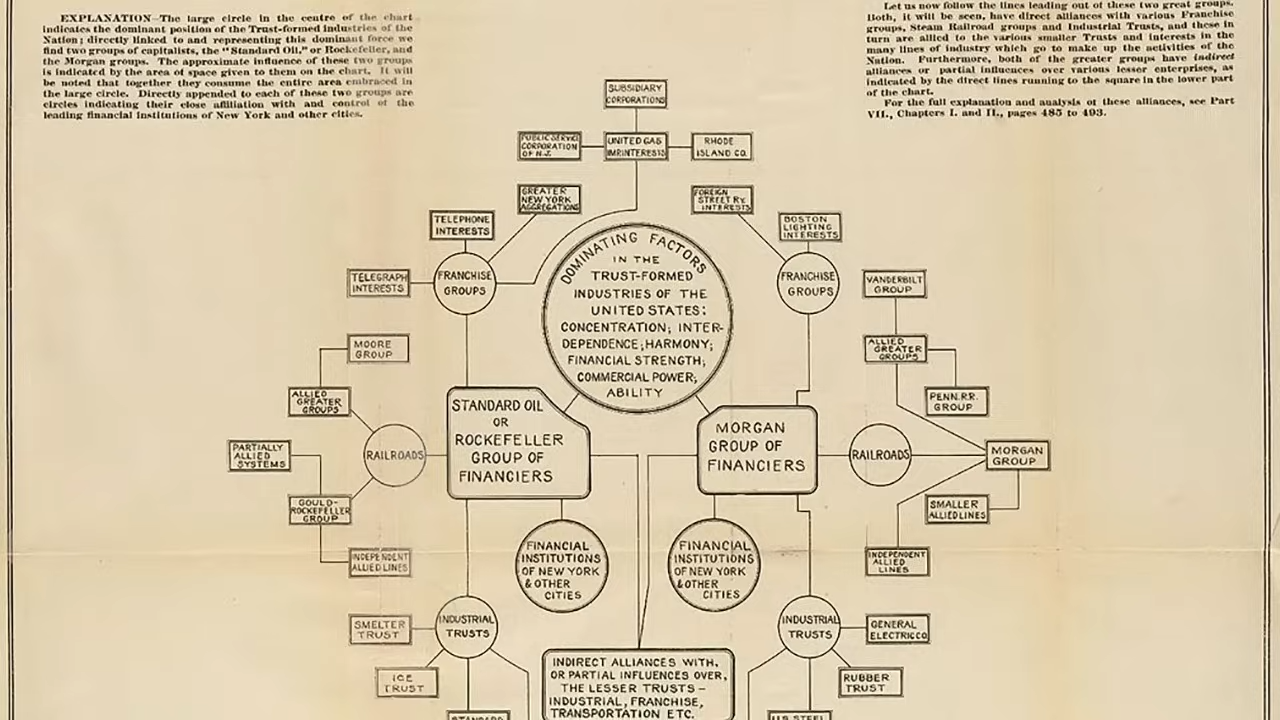 EXPLANATION—The large circle in the centre of the chart
indicates the dominant position of the Trust-formed industries of the
Nation; directly linked to and representing this dominant force we
find two groups of capitalists, the "Standard Oil," or Rockefeller, and
the Morgan groups. The approximate influence of these two groups
is indicated by the area of space given to them on the chart. It will
be noted that together they consume the entire area embraced in
the large circle. Directly appended to each of these two groups are
circles indicating their close affiliation with and control of the
leading financial institutions of New York and other cities.
Let us now follow the lines leading out of these two great groups.
Both, it will be seen, have direct alliances with various Franchise
groups, Steam Railroad groups and Industrial Trusts, and these in
turn are allied to the various smaller Trusts and interests in the
many lines of industry which go to make up the activities of the
Nation. Furthermore, both of the greater groups have indirect
alliances or partial influences over various lesser enterprises, as
indicated by the direct lines running to the square in the lower part
of the chart.
For the full explanation and analysis of these alliances, see Part
VII., Chapters I. and II., pages 485 to 493.
SUBSIDIARY
CORPORATIONS
PUBLIC SERVICE
CORPORATION
OF N.J.
UNITED GAS
IMP. INTERESTS
RHODE
ISLAND CO.
GREATER
NEW YORK
AGGREGATIONS
FOREIGN
STREET RY.
INTERESTS
TELEPHONE
INTERESTS
BOSTON
LIGHTING
INTERESTS
TELEGRAPH
INTERESTS
FRANCHISE
GROUPS
DOMINATING FACTORS
IN THE
TRUST-FORMED
INDUSTRIES OF THE
UNITED STATES:
CONCENTRATION; INTER-
DEPENDENCE; HARMONY;
FINANCIAL STRENGTH;
COMMERCIAL POWER;
ABILITY
FRANCHISE
GROUPS
VANDERBILT
GROUP
MOORE
GROUP
ALLIED
GREATER
GROUPS
ALLIED
GREATER
GROUPS
PENN. R.R.
GROUP
STANDARD OIL
OR
ROCKEFELLER
GROUP OF
FINANCIERS
MORGAN
GROUP OF
FINANCIERS
PARTIALLY
ALLIED
SYSTEMS
RAILROADS
RAILROADS
MORGAN
GROUP
GOULD-
ROCKEFELLER
GROUP
SMALLER
ALLIED LINES
INDEPENDENT
ALLIED LINES
FINANCIAL
INSTITUTIONS
OF NEW YORK
& OTHER
CITIES
FINANCIAL
INSTITUTIONS
OF NEW YORK
& OTHER
CITIES
INDEPENDENT
ALLIED
LINES
SMELTER
TRUST
INDUSTRIAL
TRUSTS
INDUSTRIAL
TRUSTS
GENERAL
ELECTRIC CO
ICE
TRUST
INDIRECT ALLIANCES WITH,
OR PARTIAL INFLUENCES OVER,
THE LESSER TRUSTS—
INDUSTRIAL, FRANCHISE,
TRANSPORTATION ETC.
RUBBER
TRUST
STANDARD
U.S. STEEL